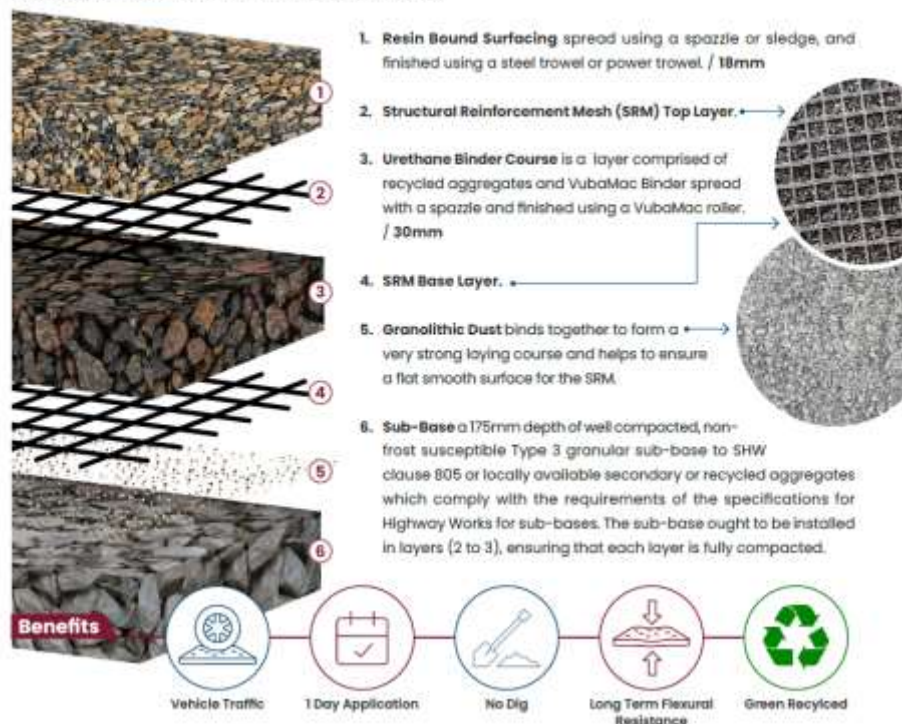 1. Resin Bound Surfacing spread using a spazzle or sledge, and
finished using a steel trowel or power trowel. / 18mm
2. Structural Reinforcement Mesh (SRM) Top Layer.
3. Urethane Binder Course is a layer comprised of
recycled aggregates and VubaMac Binder spread
with a spazzle and finished using a VubaMac roller.
/ 30mm
4. SRM Base Layer.
5. Granolithic Dust binds together to form a
very strong laying course and helps to ensure
a flat smooth surface for the SRM.
6. Sub-Base a 175mm depth of well compacted, non-
frost susceptible Type 3 granular sub-base to SHW
clause 805 or locally available secondary or recycled aggregates
which comply with the requirements of the specifications for
Highway Works for sub-bases. The sub-base ought to be installed
in layers (2 to 3), ensuring that each layer is fully compacted.
1
2
3
4
5
6
Benefits
Vehicle Traffic
1 Day Application
No Dig
Long Term Flexural
Resistance
Green Recyiced